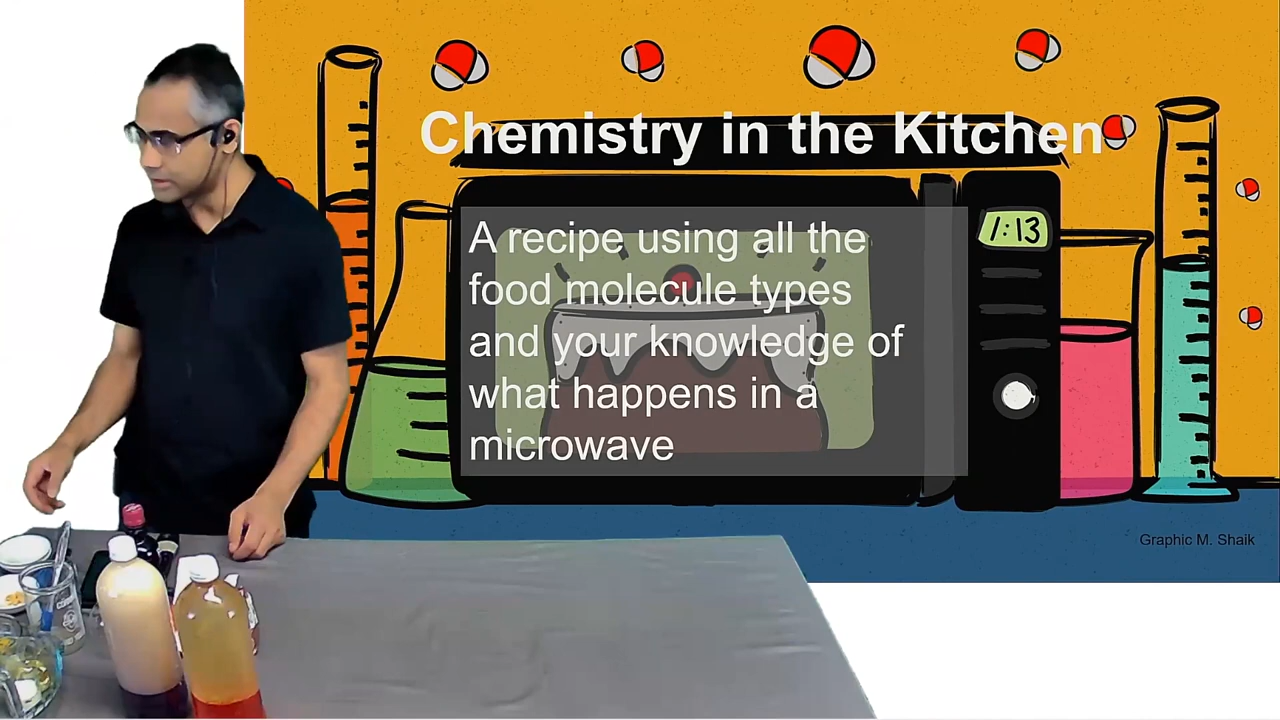 Chemistry in the Kitchen
A recipe using all the
food molecule types
and your knowledge of
what happens in a
microwave
1:13
Graphic M. Shaik